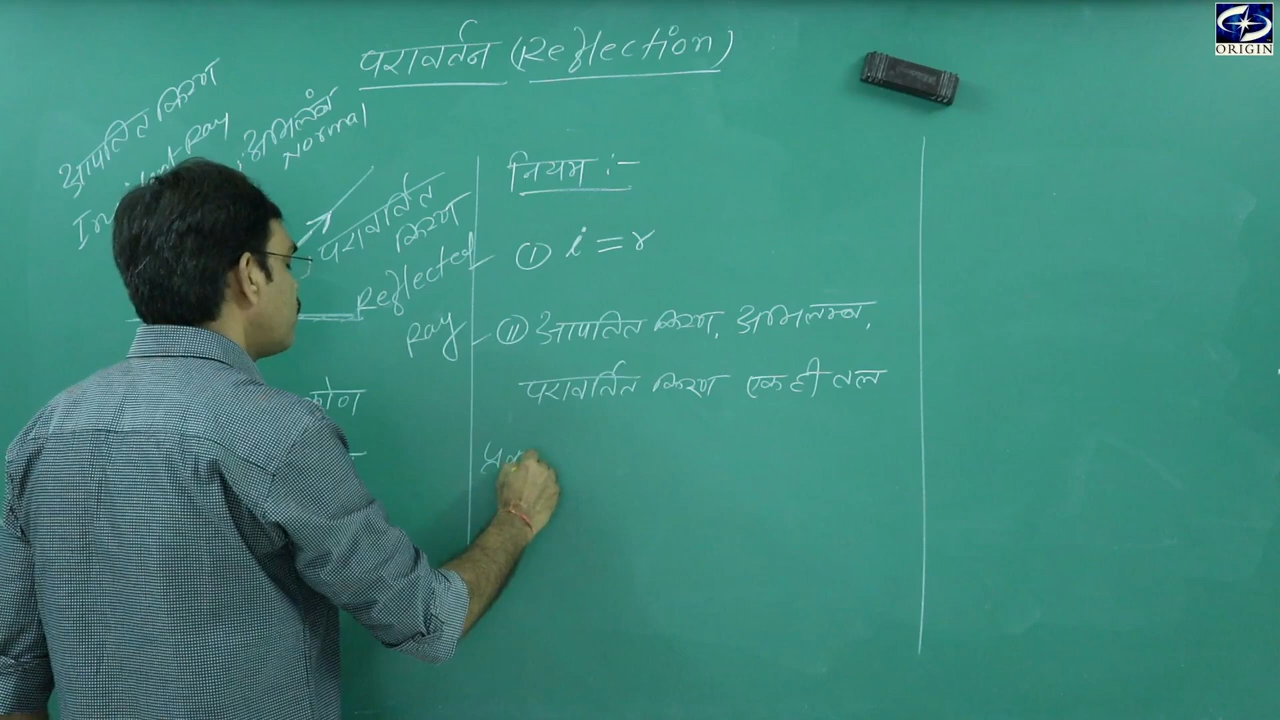 परावर्तन (Reflection)
आपतित किरण
Ray
अभिलंब
Normal
परावर्तित
किरण
Reflected
Ray
कोण
नियम :-
① i = r
② आपतित किरण, अभिलम्ब,
परावर्तित किरण एक ही तल
ORIGIN